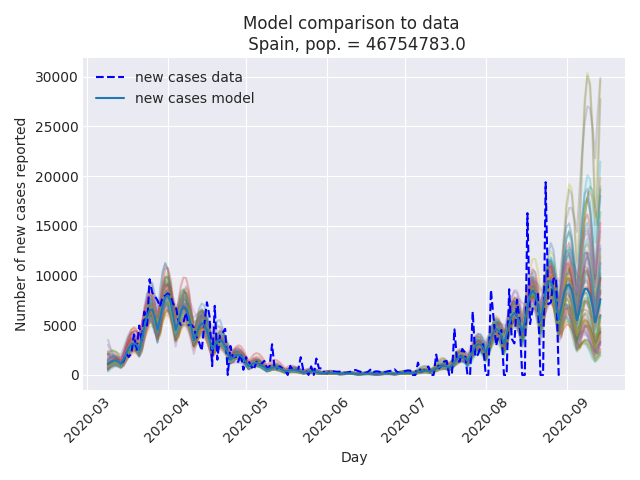 Model comparison to data
Spain, pop. = 46754783.0
new cases data
new cases model
Number of new cases reported
30000
25000
20000
15000
10000
5000
0
2020-03
2020-04
2020-05
2020-06
2020-07
2020-08
2020-09
Day